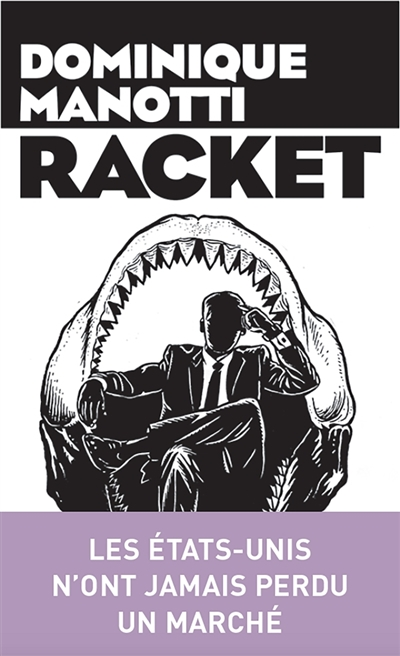 DOMINIQUE
MANOTTI
RACKET
LES ÉTATS-UNIS
N'ONT JAMAIS PERDU
UN MARCHÉ